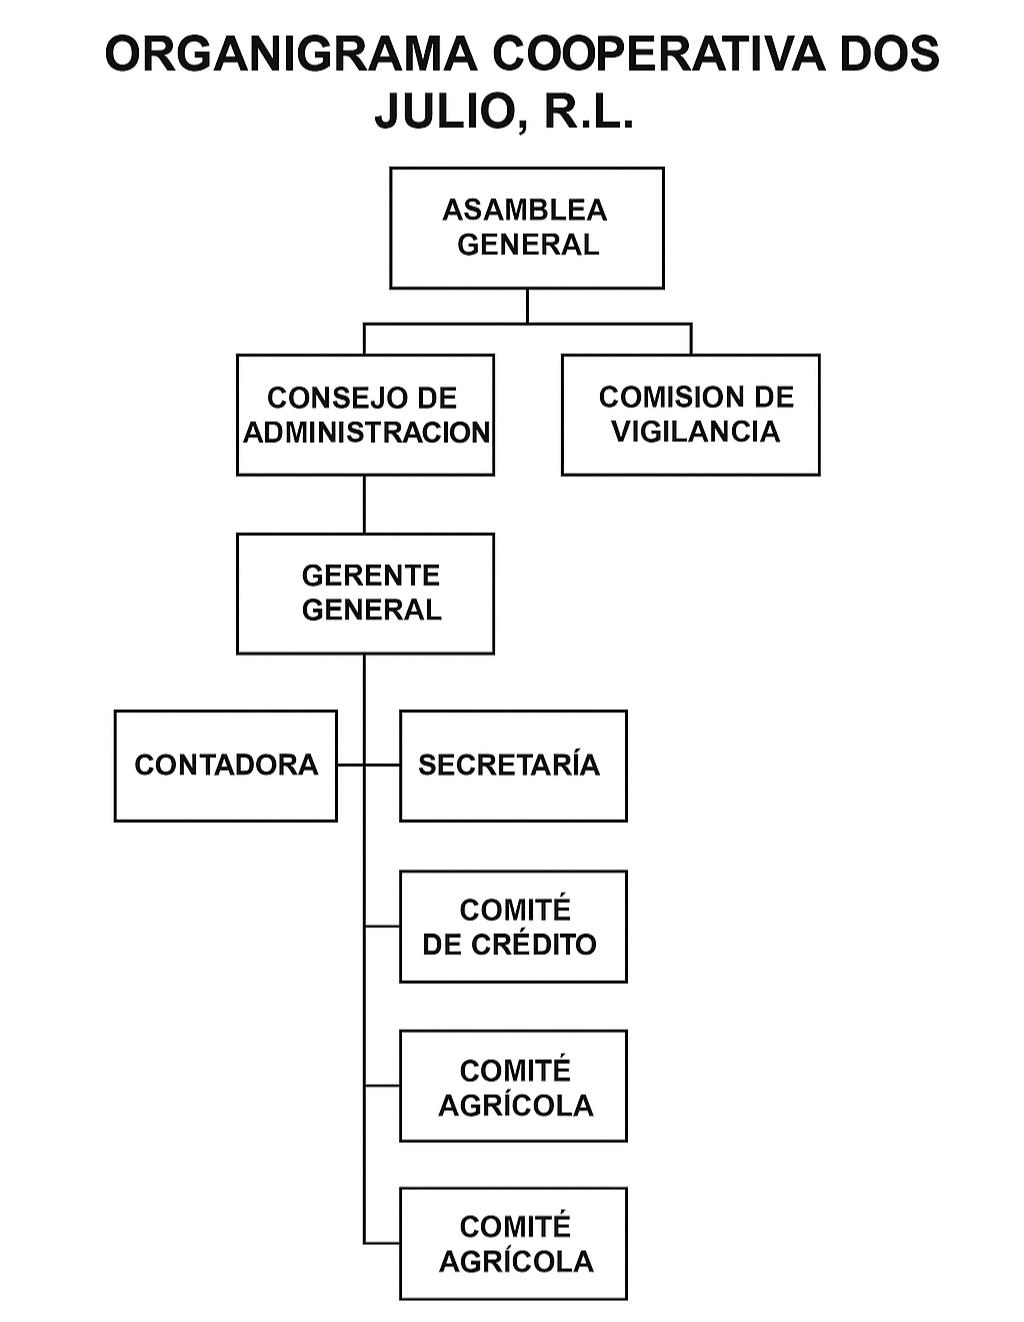 ORGANIGRAMA COOPERATIVA DOS
JULIO, R.L.
ASAMBLEA
GENERAL
CONSEJO DE
ADMINISTRACION
COMISION DE
VIGILANCIA
GERENTE
GENERAL
CONTADORA
SECRETARÍA
COMITÉ
DE CRÉDITO
COMITÉ
AGRÍCOLA
COMITÉ
AGRÍCOLA